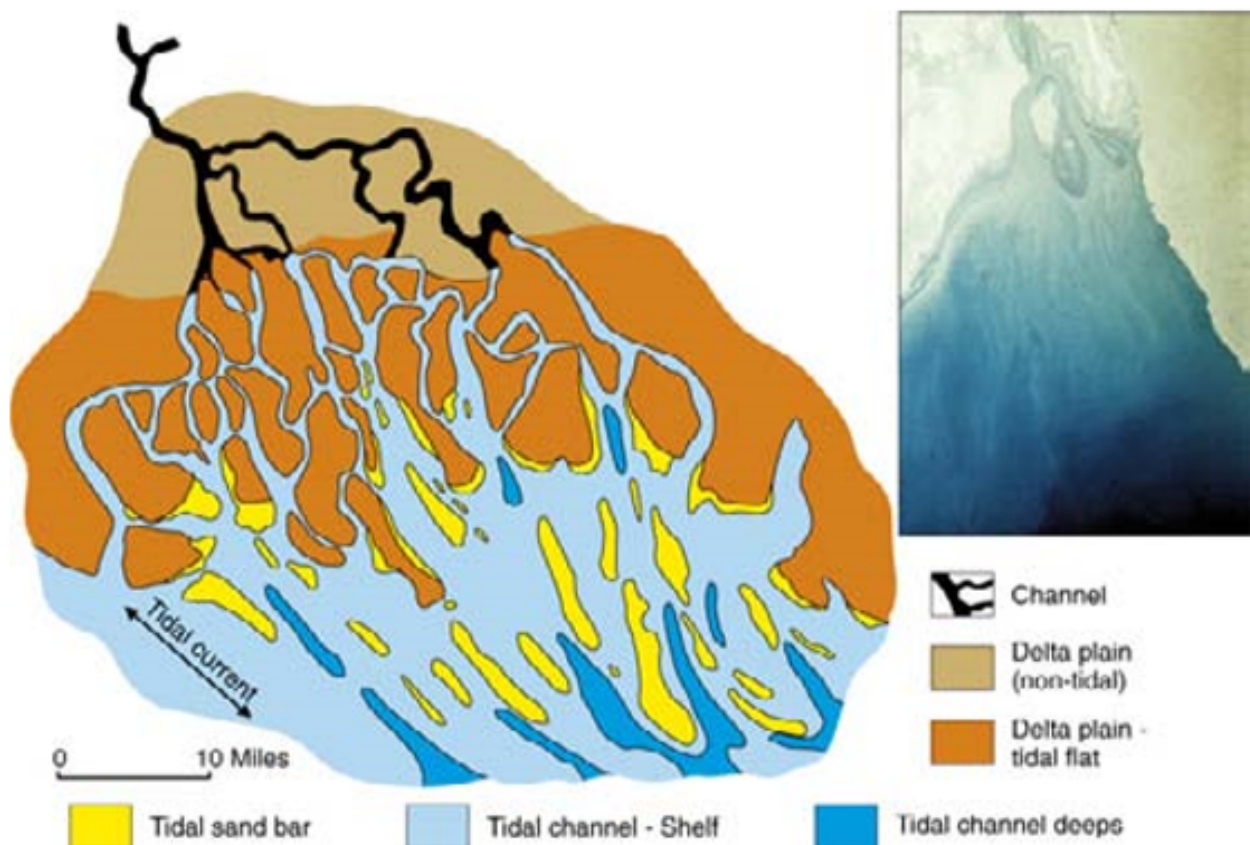 Tidal current
0 10 Miles
Channel
Delta plain
(non-tidal)
Delta plain -
tidal flat
Tidal sand bar
Tidal channel - Shelf
Tidal channel deeps